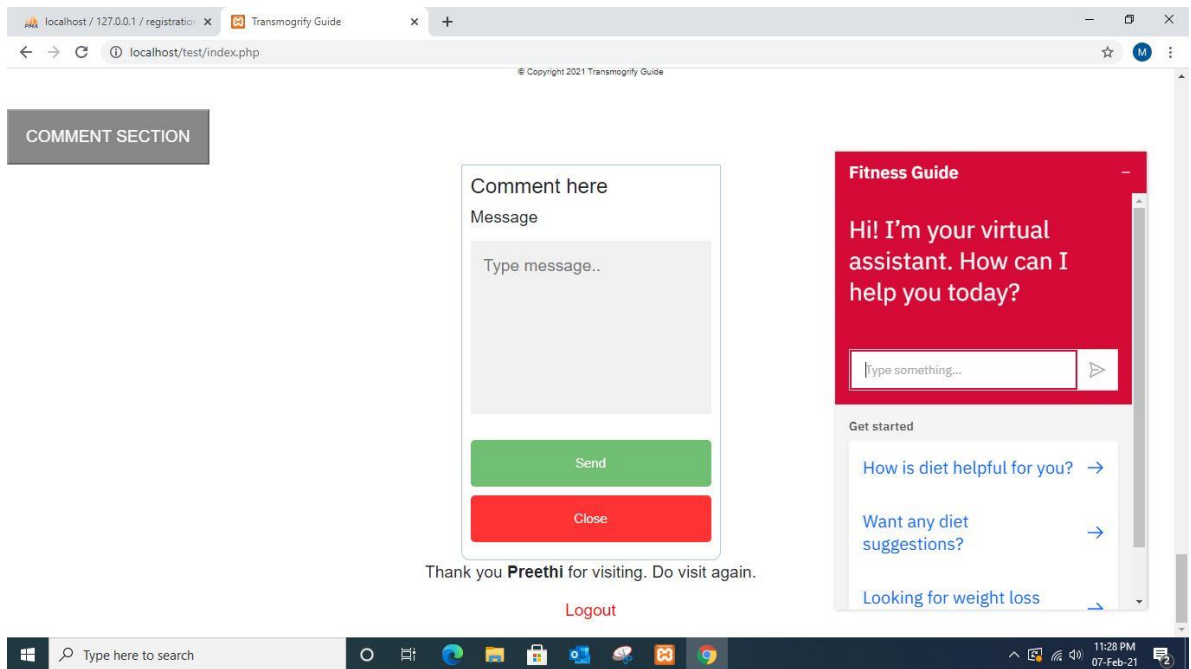 localhost / 127.0.0.1 / registration
Transmogrify Guide
localhost/test/index.php
M
© Copyright 2021 Transmogrify Guide
COMMENT SECTION
Comment here
Message
Type message..
Send
Close
Thank you Preethi for visiting. Do visit again.
Logout
Fitness Guide
Hi! I'm your virtual
assistant. How can I
help you today?
Type something...
Get started
How is diet helpful for you?
Want any diet
suggestions?
Looking for weight loss
Type here to search
11:28 PM
07-Feb-21
2